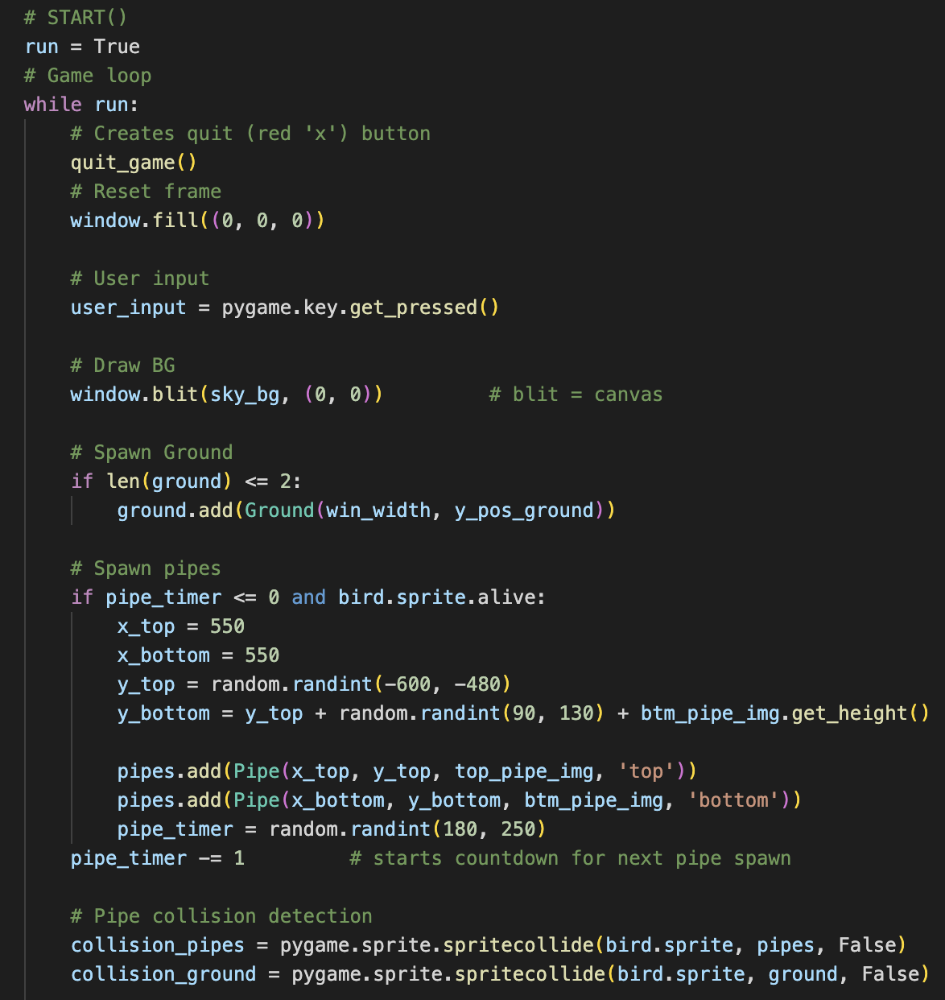 # START()
run = True
# Game loop
while run:
    # Creates quit (red 'x') button
    quit_game()
    # Reset frame
    window.fill((0, 0, 0))

    # User input
    user_input = pygame.key.get_pressed()

    # Draw BG
    window.blit(sky_bg, (0, 0))         # blit = canvas

    # Spawn Ground
    if len(ground) <= 2:
        ground.add(Ground(win_width, y_pos_ground))

    # Spawn pipes
    if pipe_timer <= 0 and bird.sprite.alive:
        x_top = 550
        x_bottom = 550
        y_top = random.randint(-600, -480)
        y_bottom = y_top + random.randint(90, 130) + btm_pipe_img.get_height()

        pipes.add(Pipe(x_top, y_top, top_pipe_img, 'top'))
        pipes.add(Pipe(x_bottom, y_bottom, btm_pipe_img, 'bottom'))
        pipe_timer = random.randint(180, 250)
    pipe_timer -= 1         # starts countdown for next pipe spawn

    # Pipe collision detection
    collision_pipes = pygame.sprite.spritecollide(bird.sprite, pipes, False)
    collision_ground = pygame.sprite.spritecollide(bird.sprite, ground, False)